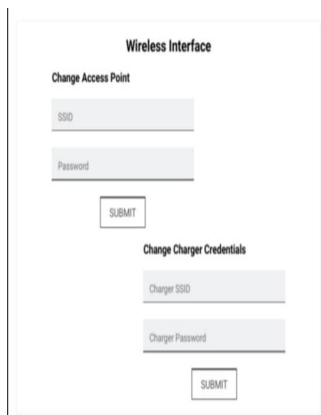 Wireless Interface
Change Access Point
SSID
Password
SUBMIT
Change Charger Credentials
Charger SSID
Charger Password
SUBMIT